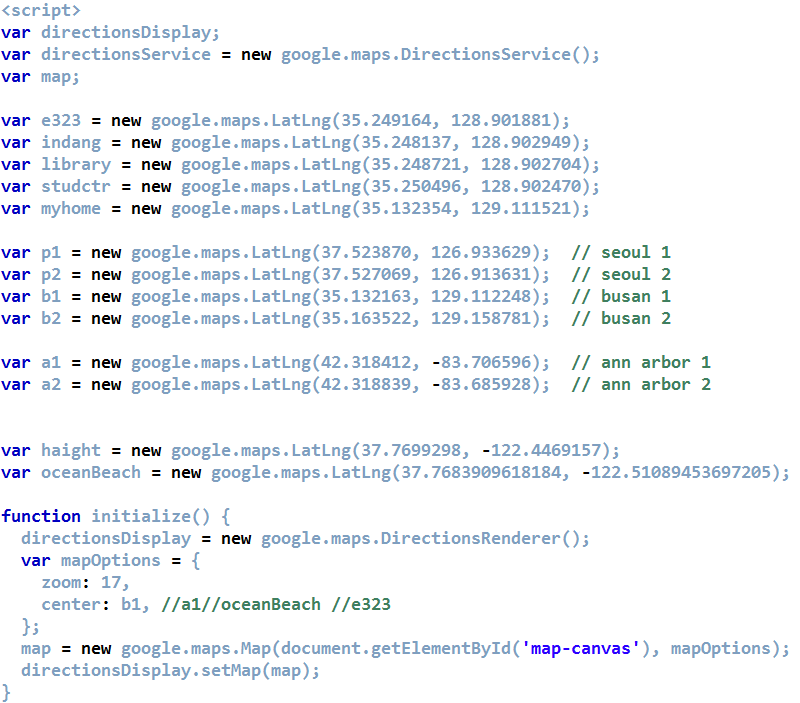 <script>
var directionsDisplay;
var directionsService = new google.maps.DirectionsService();
var map;

var e323 = new google.maps.LatLng(35.249164, 128.901881);
var indang = new google.maps.LatLng(35.248137, 128.902949);
var library = new google.maps.LatLng(35.248721, 128.902704);
var studctr = new google.maps.LatLng(35.250496, 128.902470);
var myhome = new google.maps.LatLng(35.132354, 129.111521);

var p1 = new google.maps.LatLng(37.523870, 126.933629);  // seoul 1
var p2 = new google.maps.LatLng(37.527069, 126.913631);  // seoul 2
var b1 = new google.maps.LatLng(35.132163, 129.112248);  // busan 1
var b2 = new google.maps.LatLng(35.163522, 129.158781);  // busan 2

var a1 = new google.maps.LatLng(42.318412, -83.706596);  // ann arbor 1
var a2 = new google.maps.LatLng(42.318839, -83.685928);  // ann arbor 2


var haight = new google.maps.LatLng(37.7699298, -122.4469157);
var oceanBeach = new google.maps.LatLng(37.7683909618184, -122.51089453697205);

function initialize() {
  directionsDisplay = new google.maps.DirectionsRenderer();
  var mapOptions = {
    zoom: 17,
    center: b1, //a1//oceanBeach //e323
  };
  map = new google.maps.Map(document.getElementById('map-canvas'), mapOptions);
  directionsDisplay.setMap(map);
}